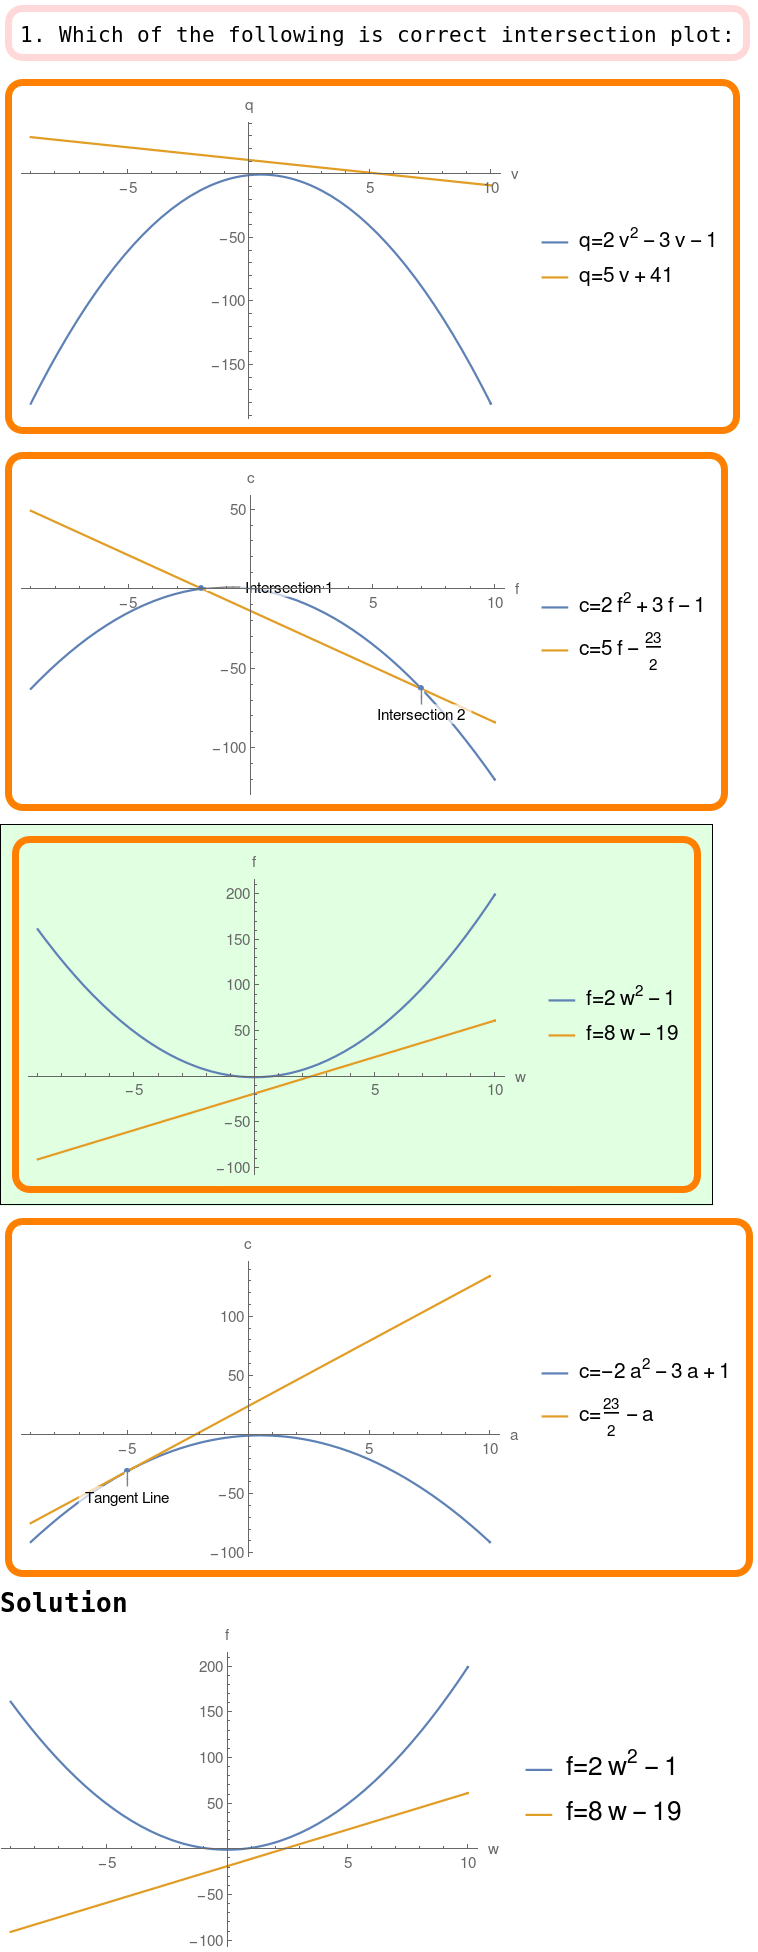 1. Which of the following is correct intersection plot:
q
v
−5
5
10
−50
−100
−150
q=2 v² − 3 v − 1
q=5 v + 41
c
50
Intersection 1
f
−5
5
10
−50
Intersection 2
−100
c=2 f² + 3 f − 1
c=5 f − 23/2
f
200
150
100
50
w
−5
5
10
−50
−100
f=2 w² − 1
f=8 w − 19
c
100
50
a
−5
5
10
Tangent Line
−50
−100
c=−2 a² − 3 a + 1
c=23/2 − a
Solution
f
200
150
100
50
w
−5
5
10
−50
−100
f=2 w² − 1
f=8 w − 19